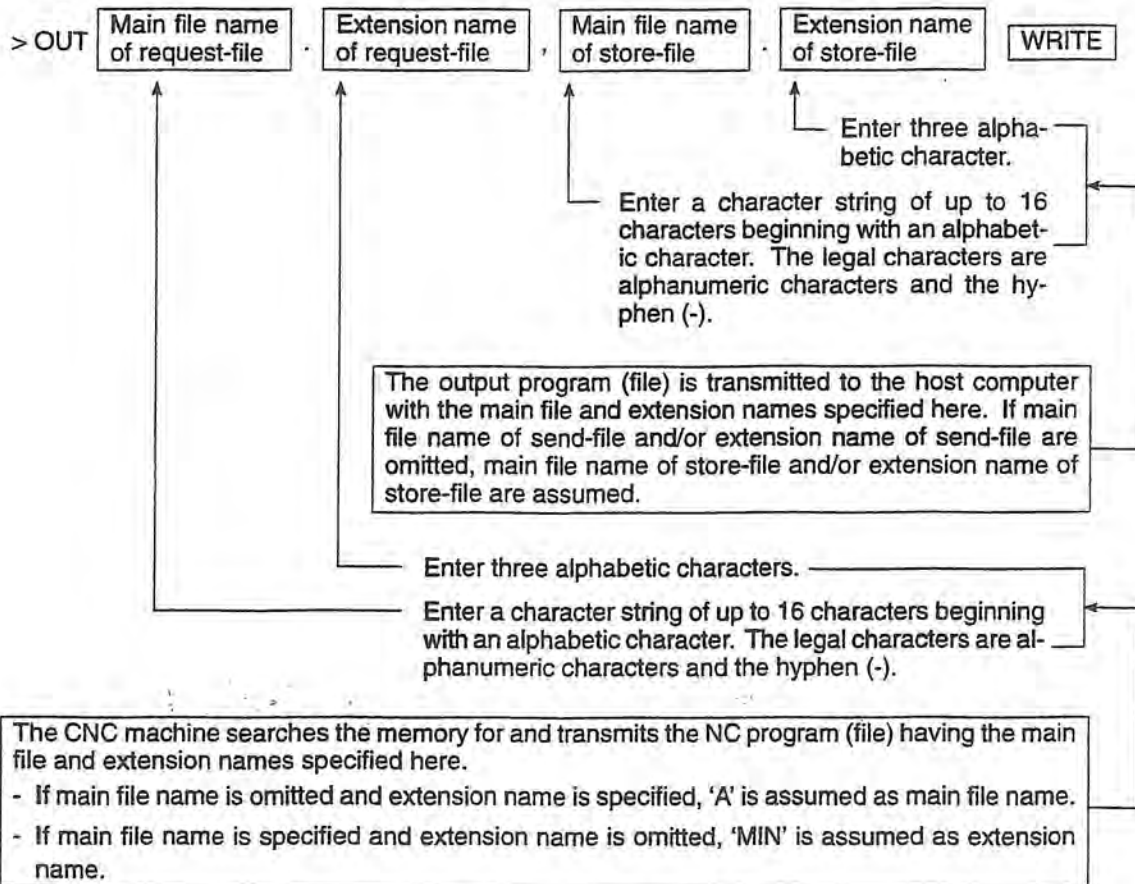 > OUT Main file name of request-file . Extension name of request-file , Main file name of store-file . Extension name of store-file WRITE
Enter three alpha-
betic character.
Enter a character string of up to 16
characters beginning with an alphabet-
ic character. The legal characters are
alphanumeric characters and the hy-
phen (-).
The output program (file) is transmitted to the host computer
with the main file and extension names specified here. If main
file name of send-file and/or extension name of send-file are
omitted, main file name of store-file and/or extension name of
store-file are assumed.
Enter three alphabetic characters.
Enter a character string of up to 16 characters beginning
with an alphabetic character. The legal characters are al-
phanumeric characters and the hyphen (-).
The CNC machine searches the memory for and transmits the NC program (file) having the main
file and extension names specified here.
- If main file name is omitted and extension name is specified, 'A' is assumed as main file name.
- If main file name is specified and extension name is omitted, 'MIN' is assumed as extension
name.